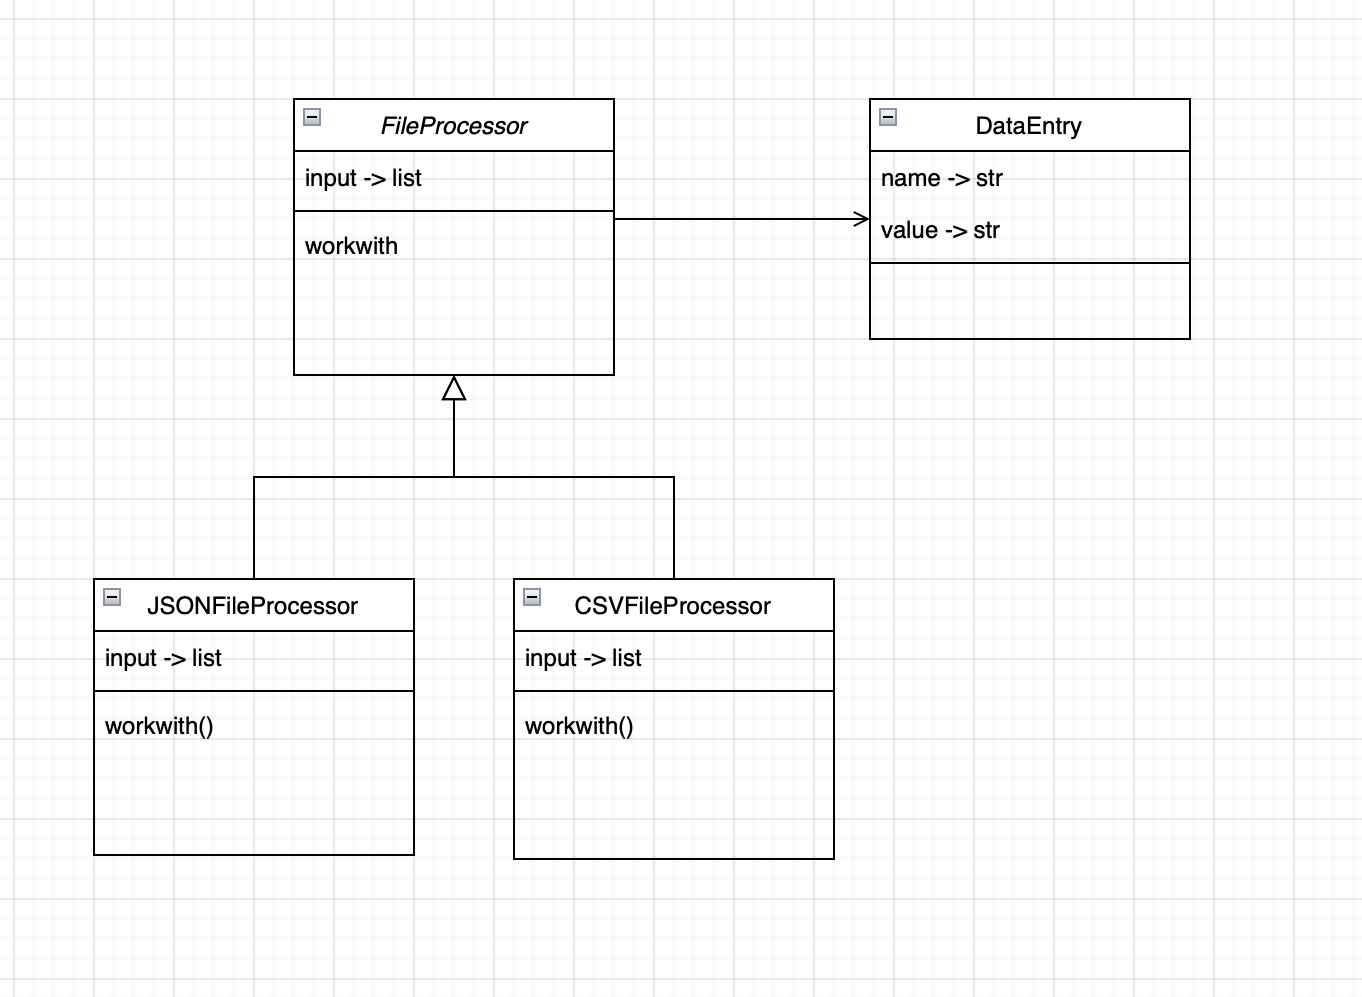 FileProcessor
input -> list
workwith
DataEntry
name -> str
value -> str
JSONFileProcessor
input -> list
workwith()
CSVFileProcessor
input -> list
workwith()